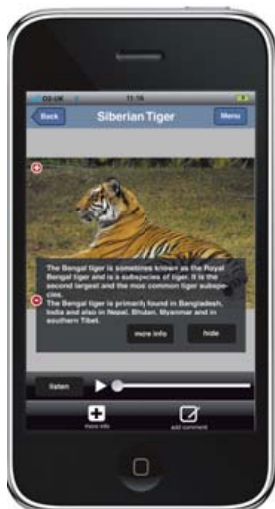 O2-UK 11:16
Back Siberian Tiger Menu
The Bengal tiger is sometimes known as the Royal
Bengal tiger and is a subspecies of tiger. It is the
second largest and the mos common tiger subspe-
cies.
The Bengal tiger is primarily found in Bangladesh,
India and also in Nepal, Bhutan, Myanmar and in
southern Tibet.
more info hide
listen
more info add comment